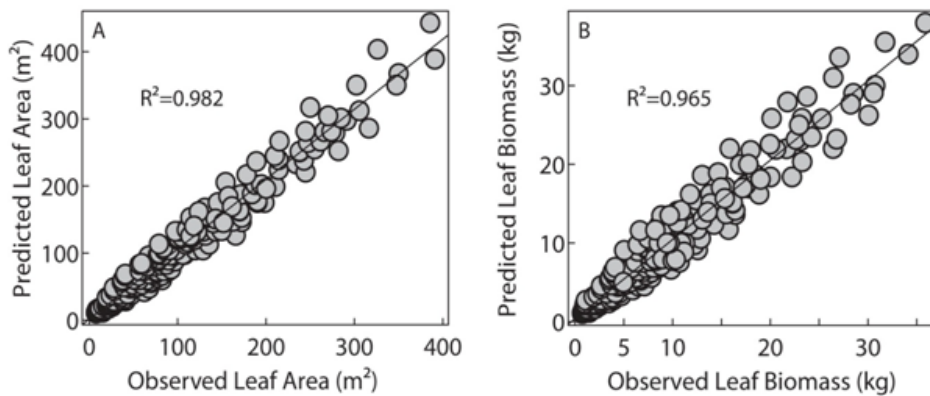 A
Predicted Leaf Area (m²)
400
300
200
100
0
R²=0.982
0 100 200 300 400
Observed Leaf Area (m²)
B
Predicted Leaf Biomass (kg)
30
20
10
0
R²=0.965
0 5 10 20 30
Observed Leaf Biomass (kg)